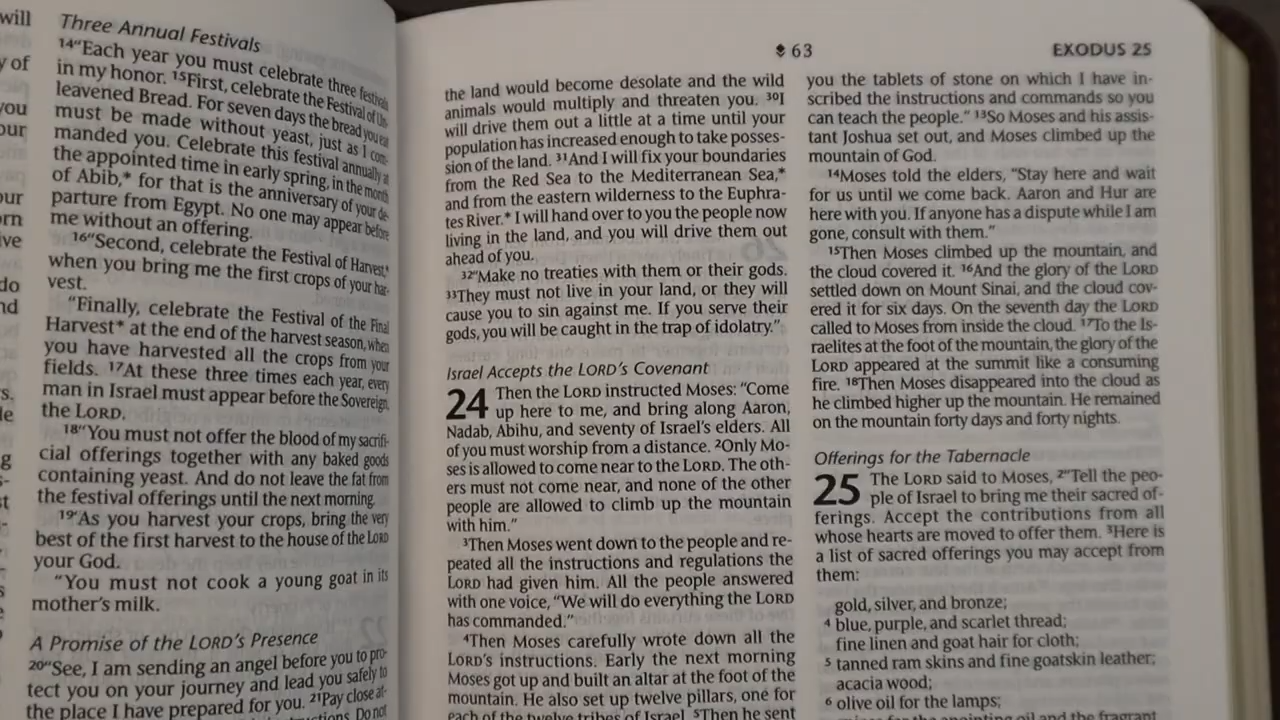 will
y of
you
our
our
orn
ive
do
nd
rs.
le
g
s-
st
Three Annual Festivals
14“Each year you must celebrate three festivals
in my honor. 15First, celebrate the Festival of Un-
leavened Bread. For seven days the bread you eat
must be made without yeast, just as I com-
manded you. Celebrate this festival annually at
the appointed time in early spring, in the month
of Abib,* for that is the anniversary of your de-
parture from Egypt. No one may appear before
me without an offering.
16“Second, celebrate the Festival of Harvest,*
when you bring me the first crops of your har-
vest.
“Finally, celebrate the Festival of the Final
Harvest* at the end of the harvest season, when
you have harvested all the crops from your
fields. 17At these three times each year, every
man in Israel must appear before the Sovereign,
the LORD.
18“You must not offer the blood of my sacrifi-
cial offerings together with any baked goods
containing yeast. And do not leave the fat from
the festival offerings until the next morning.
19“As you harvest your crops, bring the very
best of the first harvest to the house of the LORD
your God.
“You must not cook a young goat in its
mother’s milk.
A Promise of the LORD’S Presence
20“See, I am sending an angel before you to pro-
tect you on your journey and lead you safely to
the place I have prepared for you. 21Pay close at-
Do not
63
EXODUS 25
the land would become desolate and the wild
animals would multiply and threaten you. 30I
will drive them out a little at a time until your
population has increased enough to take posses-
sion of the land. 31And I will fix your boundaries
from the Red Sea to the Mediterranean Sea,*
and from the eastern wilderness to the Euphra-
tes River.* I will hand over to you the people now
living in the land, and you will drive them out
ahead of you.
32“Make no treaties with them or their gods.
33They must not live in your land, or they will
cause you to sin against me. If you serve their
gods, you will be caught in the trap of idolatry.”
Israel Accepts the LORD’S Covenant
24 Then the LORD instructed Moses: “Come
up here to me, and bring along Aaron,
Nadab, Abihu, and seventy of Israel’s elders. All
of you must worship from a distance. 2Only Mo-
ses is allowed to come near to the LORD. The oth-
ers must not come near, and none of the other
people are allowed to climb up the mountain
with him.”
3Then Moses went down to the people and re-
peated all the instructions and regulations the
LORD had given him. All the people answered
with one voice, “We will do everything the LORD
has commanded.”
4Then Moses carefully wrote down all the
LORD’S instructions. Early the next morning
Moses got up and built an altar at the foot of the
mountain. He also set up twelve pillars, one for
each of the twelve tribes of Israel. 5Then he sent
you the tablets of stone on which I have in-
scribed the instructions and commands so you
can teach the people.” 13So Moses and his assis-
tant Joshua set out, and Moses climbed up the
mountain of God.
14Moses told the elders, “Stay here and wait
for us until we come back. Aaron and Hur are
here with you. If anyone has a dispute while I am
gone, consult with them.”
15Then Moses climbed up the mountain, and
the cloud covered it. 16And the glory of the LORD
settled down on Mount Sinai, and the cloud cov-
ered it for six days. On the seventh day the LORD
called to Moses from inside the cloud. 17To the Is-
raelites at the foot of the mountain, the glory of the
LORD appeared at the summit like a consuming
fire. 18Then Moses disappeared into the cloud as
he climbed higher up the mountain. He remained
on the mountain forty days and forty nights.
Offerings for the Tabernacle
25 The LORD said to Moses, 2“Tell the peo-
ple of Israel to bring me their sacred of-
ferings. Accept the contributions from all
whose hearts are moved to offer them. 3Here is
a list of sacred offerings you may accept from
them:
gold, silver, and bronze;
4 blue, purple, and scarlet thread;
fine linen and goat hair for cloth;
5 tanned ram skins and fine goatskin leather;
acacia wood;
6 olive oil for the lamps;
spices for the anointing oil and the fragrant